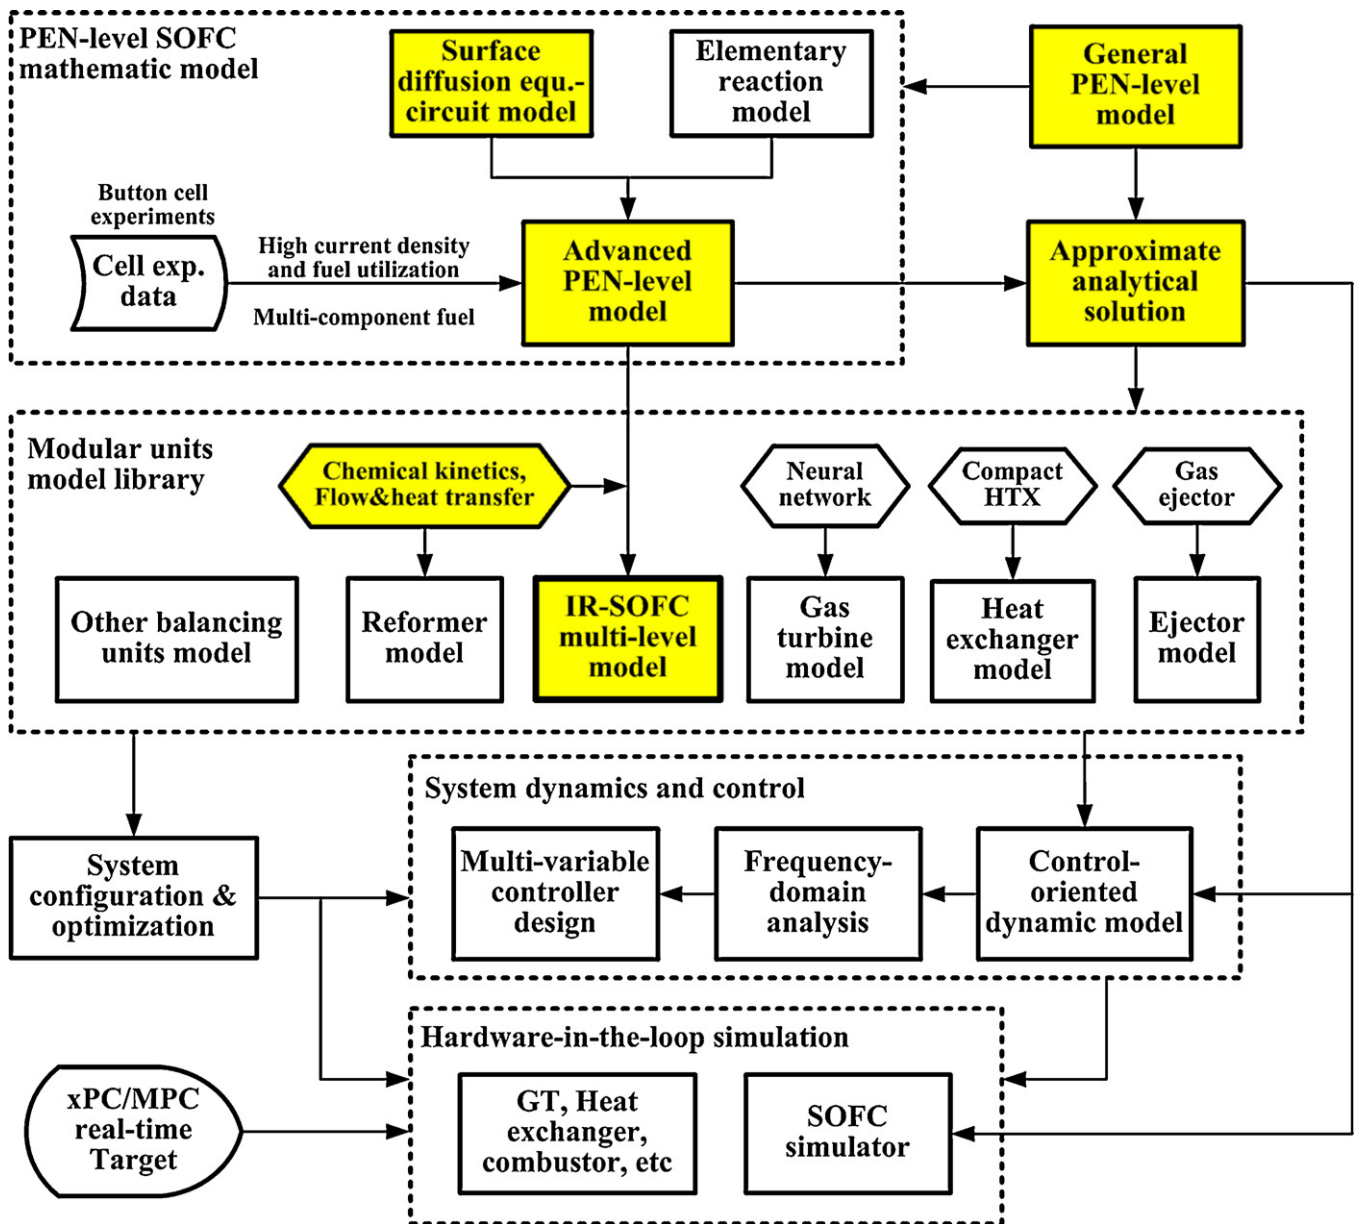 PEN-level SOFC
mathematic model
Surface
diffusion equ.-
circuit model
Elementary
reaction model
General
PEN-level
model
Button cell
experiments
Cell exp.
data
High current density
and fuel utilization
Multi-component fuel
Advanced
PEN-level
model
Approximate
analytical
solution
Modular units
model library
Chemical kinetics,
Flow&heat transfer
Neural
network
Compact
HTX
Gas
ejector
Other balancing
units model
Reformer
model
IR-SOFC
multi-level
model
Gas
turbine
model
Heat
exchanger
model
Ejector
model
System dynamics and control
System
configuration &
optimization
Multi-variable
controller
design
Frequency-
domain
analysis
Control-
oriented
dynamic model
Hardware-in-the-loop simulation
xPC/MPC
real-time
Target
GT, Heat
exchanger,
combustor, etc
SOFC
simulator